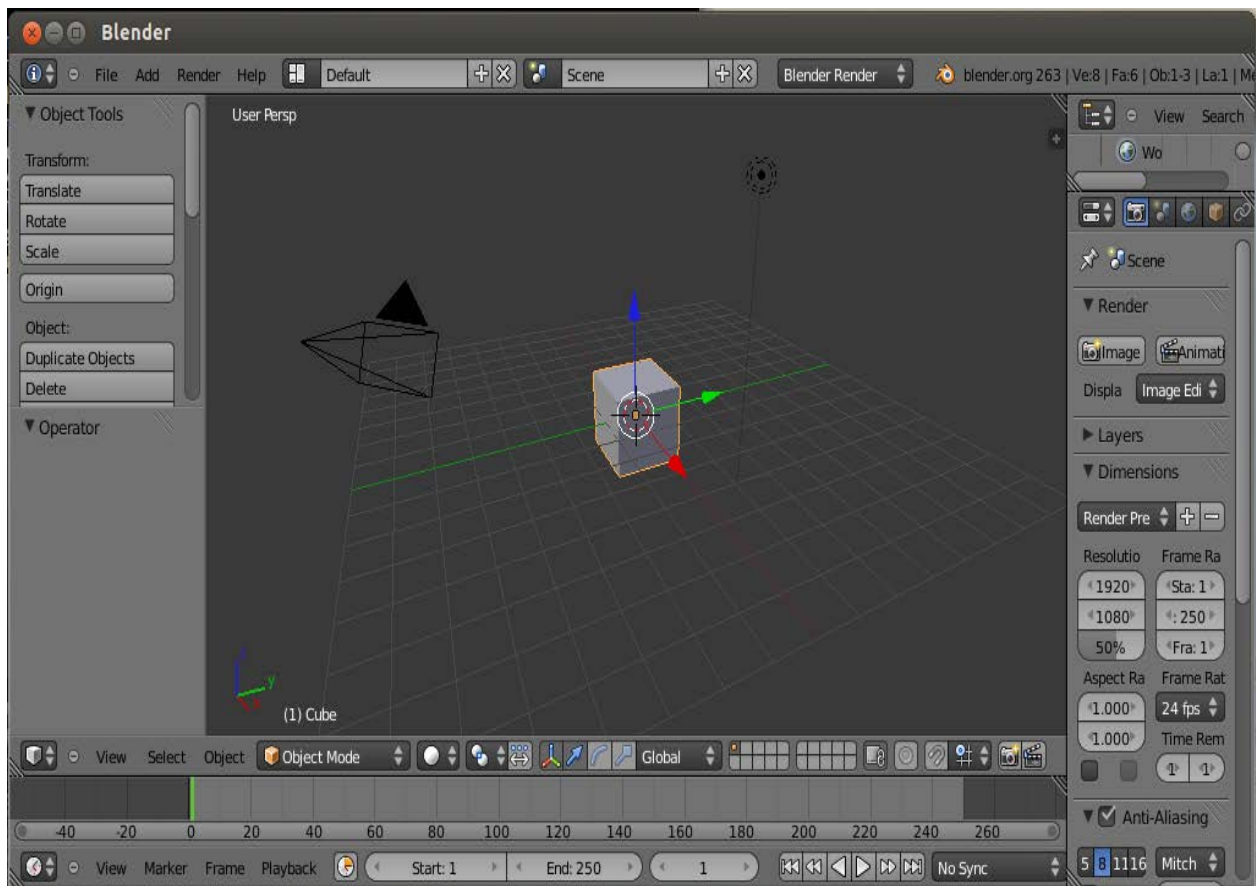 Blender
File Add Render Help Default Scene Blender Render blender.org 263 | Ve:8 | Fa:6 | Ob:1-3 | La:1 |
Object Tools
Transform:
Translate
Rotate
Scale
Origin
Object:
Duplicate Objects
Delete
Operator
User Persp
z
y
x
(1) Cube
View Select Object Object Mode Global
-40 -20 0 20 40 60 80 100 120 140 160 180 200 220 240 260
View Marker Frame Playback Start: 1 End: 250 1 No Sync
View Search
Wo
Scene
Render
Image Animati
Displa Image Edi
Layers
Dimensions
Render Pre
Resolutio Frame Ra
1920 Sta: 1
1080 : 250
50% Fra: 1
Aspect Ra Frame Rat
1.000 24 fps
1.000 Time Rem
1 1
Anti-Aliasing
5 8 11 16 Mitch